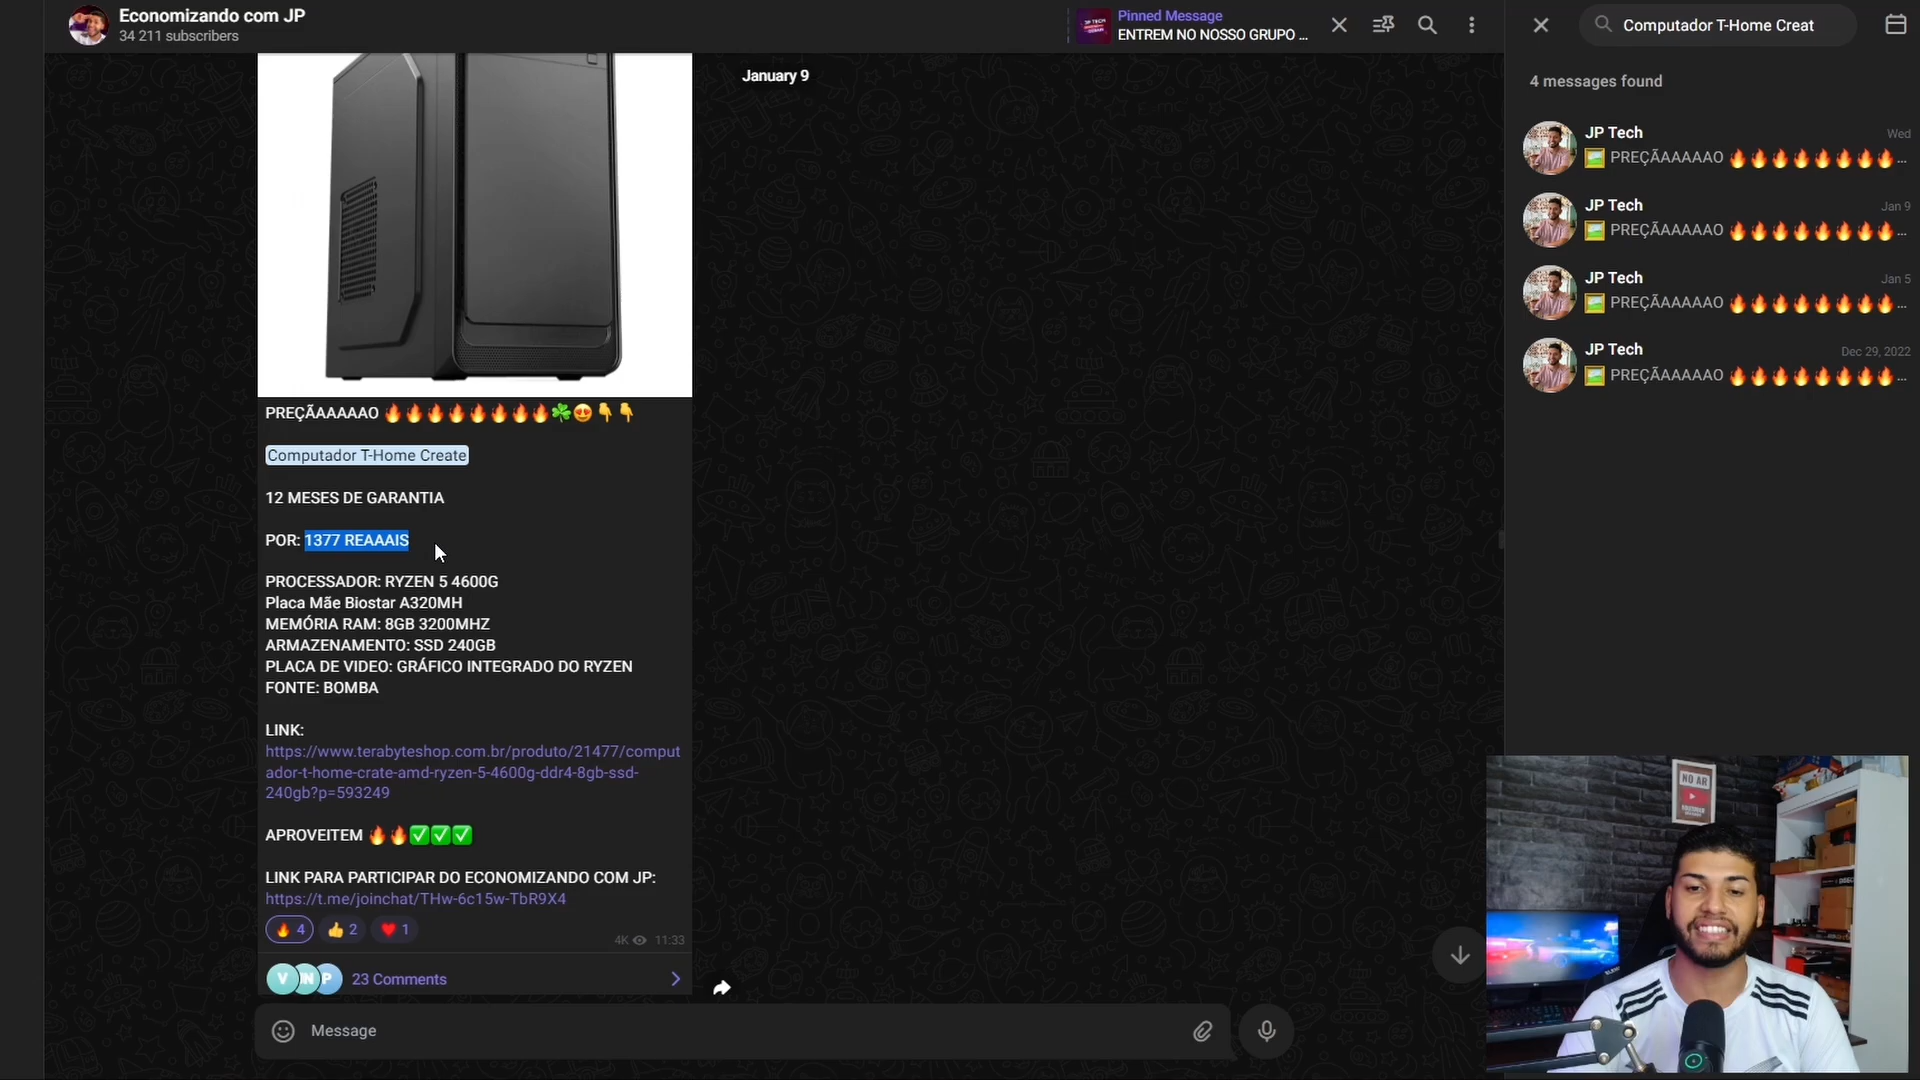 Economizando com JP
34 211 subscribers
Pinned Message
ENTREM NO NOSSO GRUPO ...
Computador T-Home Creat
January 9
4 messages found
JP Tech
Wed
PREÇÃAAAAAO 🔥🔥🔥🔥🔥🔥🔥🔥...
JP Tech
Jan 9
PREÇÃAAAAAO 🔥🔥🔥🔥🔥🔥🔥🔥...
JP Tech
Jan 5
PREÇÃAAAAAO 🔥🔥🔥🔥🔥🔥🔥🔥...
JP Tech
Dec 29, 2022
PREÇÃAAAAAO 🔥🔥🔥🔥🔥🔥🔥🔥...
PREÇÃAAAAAO 🔥🔥🔥🔥🔥🔥🔥🔥☘️😍👇👇
Computador T-Home Create
12 MESES DE GARANTIA
POR: 1377 REAAAIS
PROCESSADOR: RYZEN 5 4600G
Placa Mãe Biostar A320MH
MEMÓRIA RAM: 8GB 3200MHZ
ARMAZENAMENTO: SSD 240GB
PLACA DE VIDEO: GRÁFICO INTEGRADO DO RYZEN
FONTE: BOMBA
LINK:
https://www.terabyteshop.com.br/produto/21477/comput
ador-t-home-crate-amd-ryzen-5-4600g-ddr4-8gb-ssd-
240gb?p=593249
APROVEITEM 🔥🔥✅✅✅
LINK PARA PARTICIPAR DO ECONOMIZANDO COM JP:
https://t.me/joinchat/THw-6c15w-TbR9X4
🔥 4 👍 2 ❤️ 1
4K 11:33
V N P 23 Comments
Message
NO AR